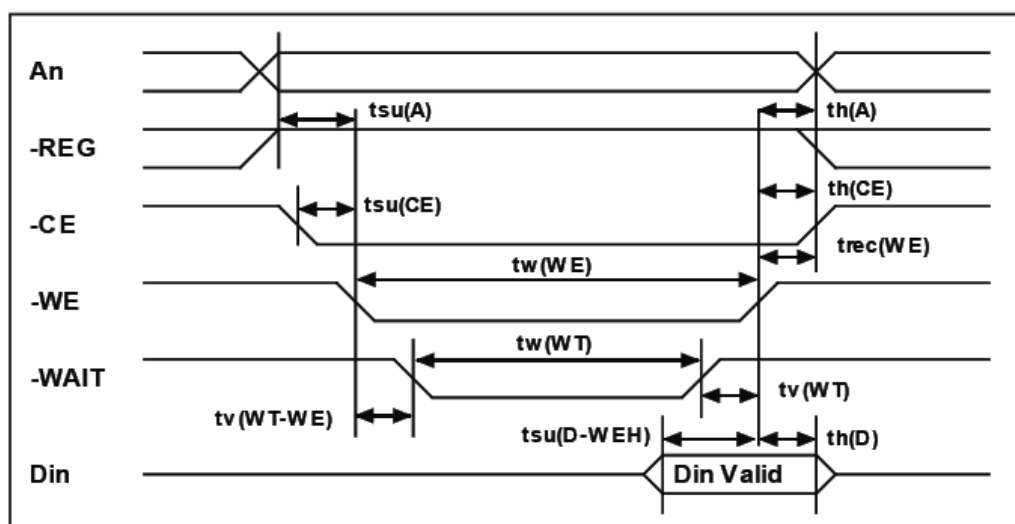 An
tsu(A)
th(A)
-REG
th(CE)
tsu(CE)
-CE
trec(WE)
tw(WE)
-WE
tw(WT)
-WAIT
tv(WT)
tv(WT-WE)
tsu(D-WEH)
th(D)
Din
Din Valid